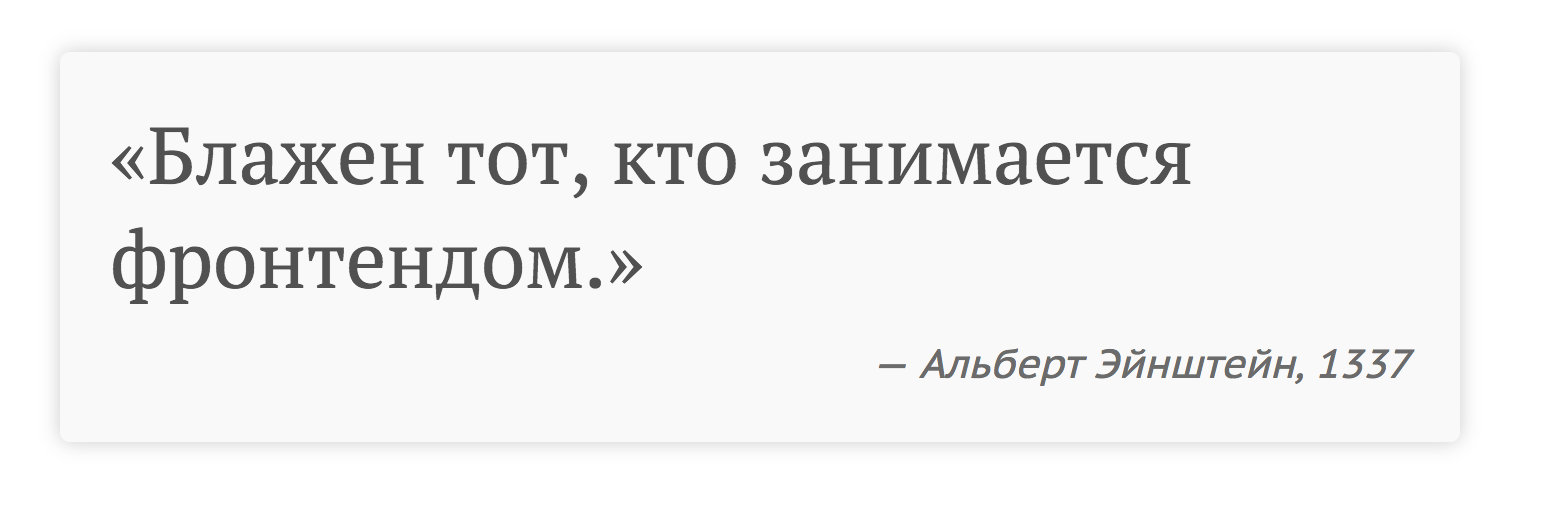 «Блажен тот, кто занимается
фронтендом.»
— Альберт Эйнштейн, 1337